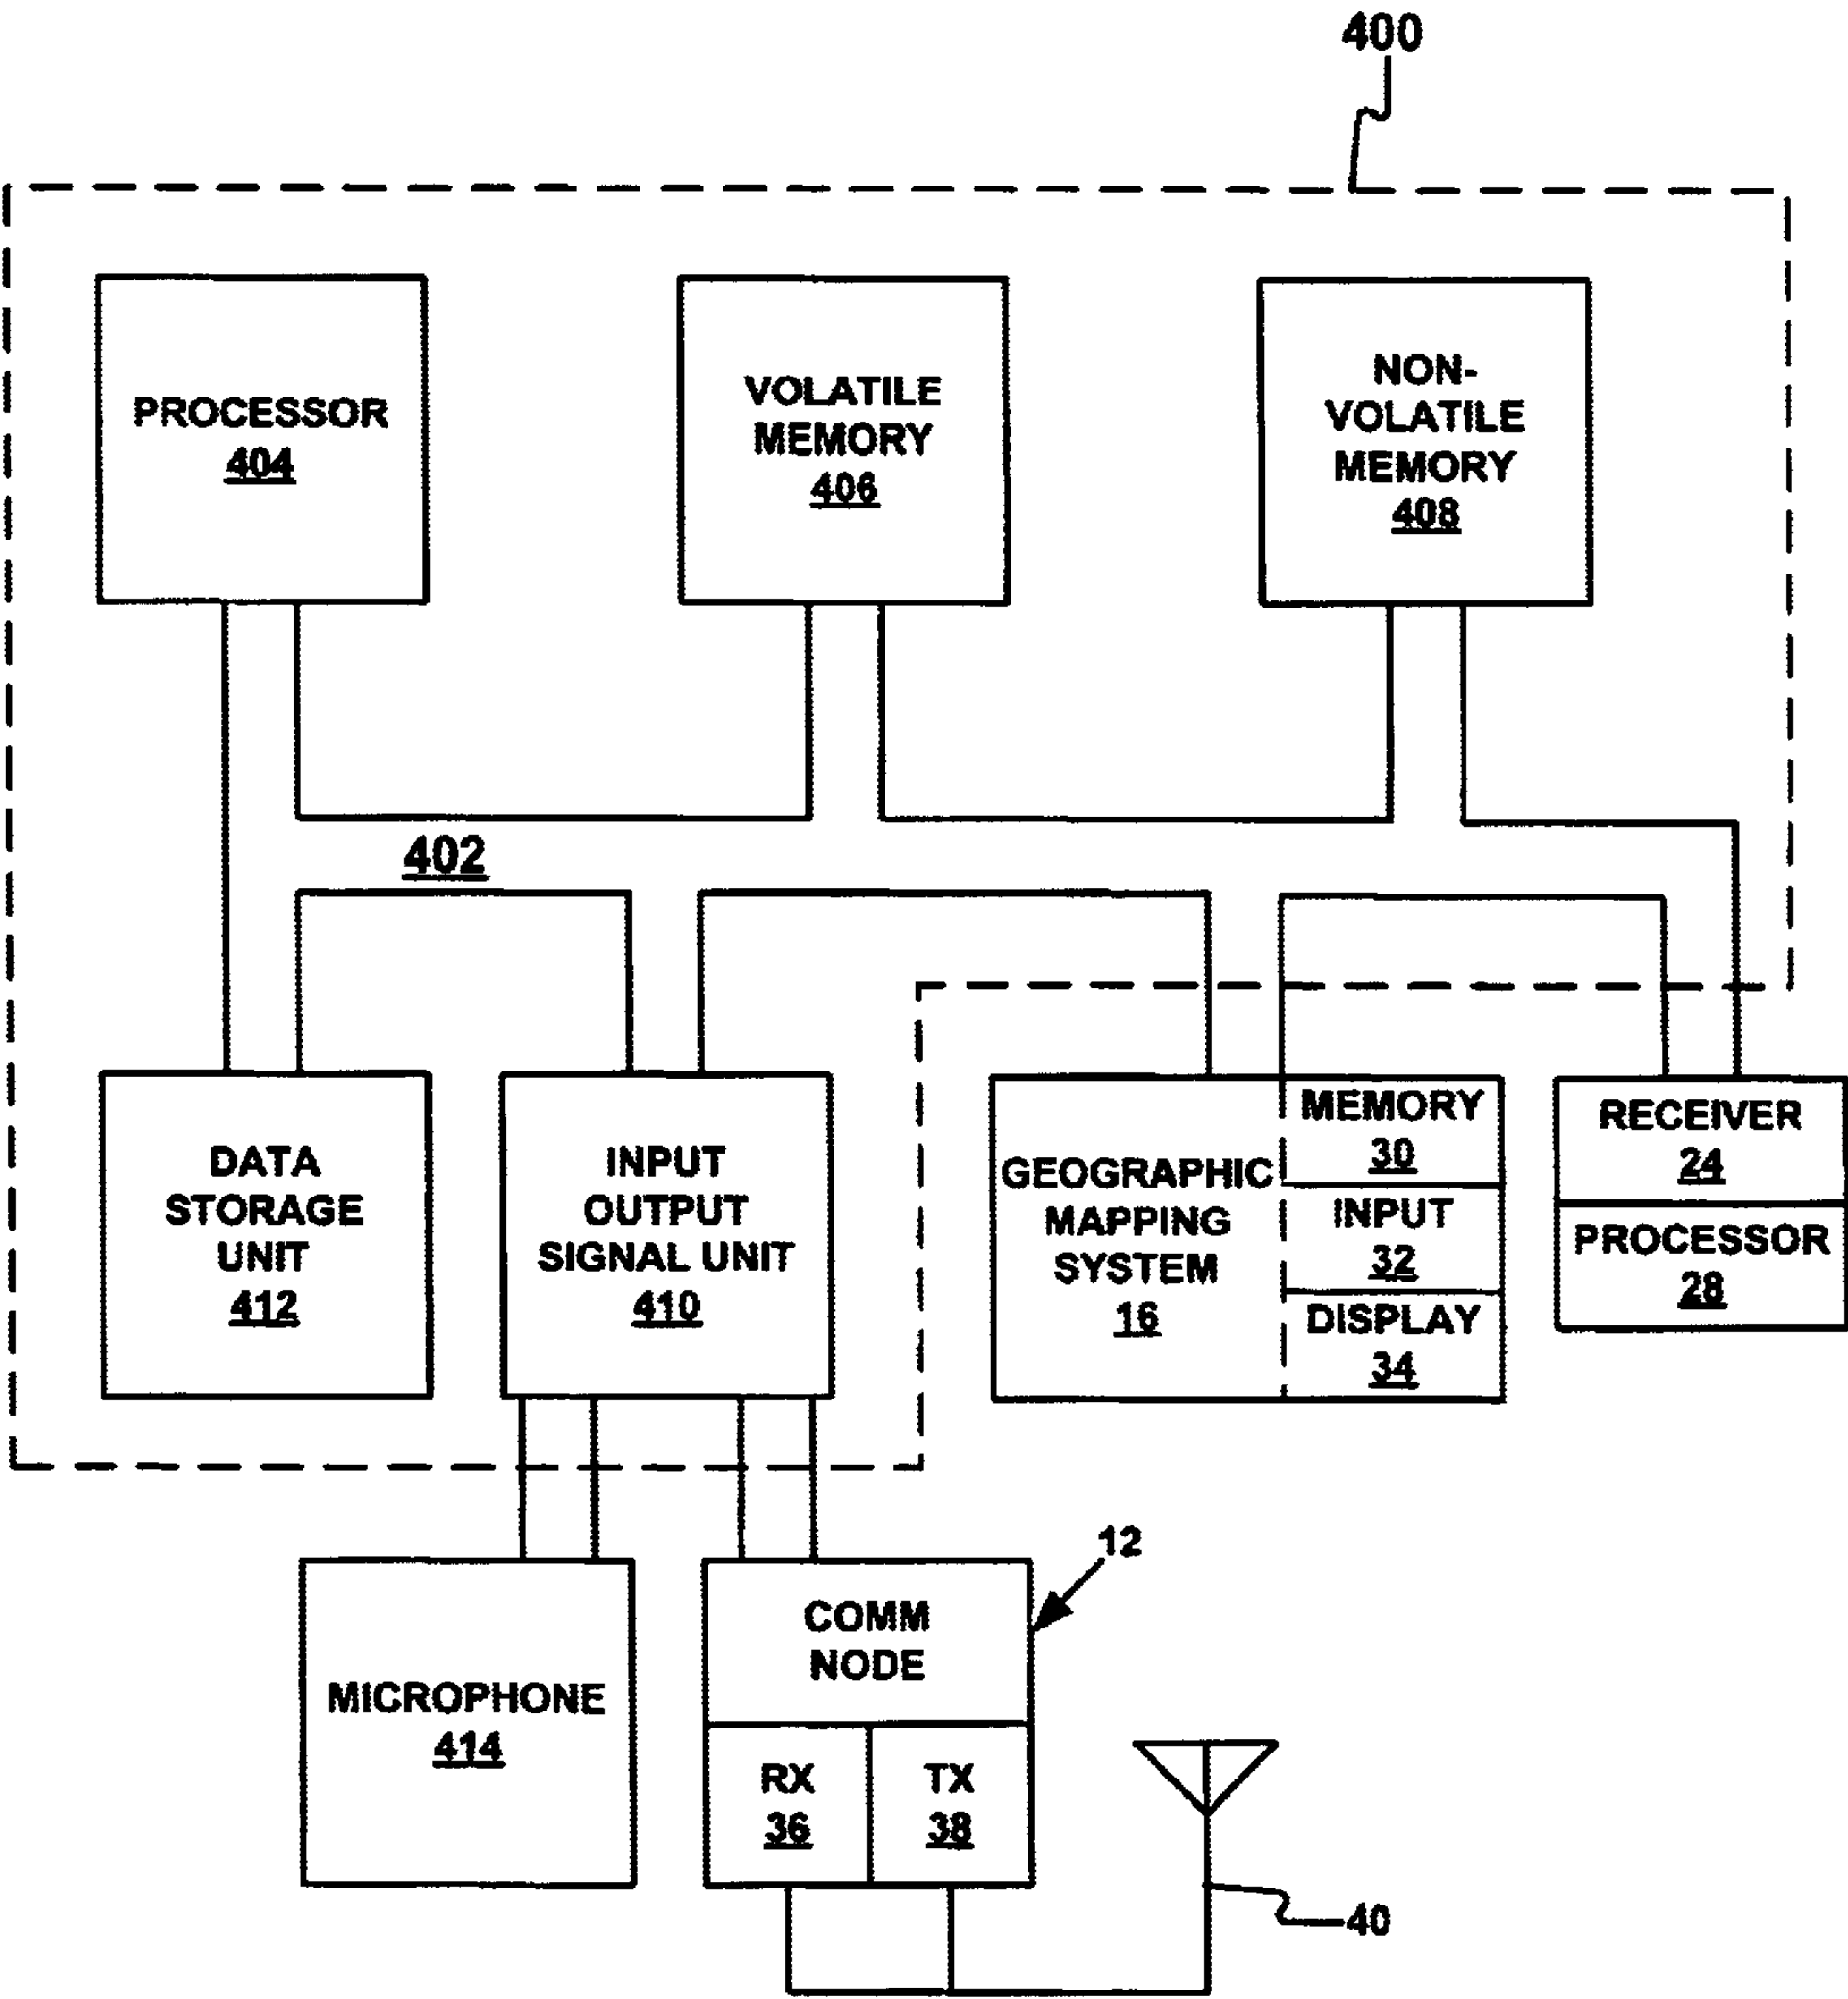 400
PROCESSOR
404
VOLATILE
MEMORY
406
NON-
VOLATILE
MEMORY
408
402
DATA
STORAGE
UNIT
412
INPUT
OUTPUT
SIGNAL UNIT
410
GEOGRAPHIC
MAPPING
SYSTEM
16
MEMORY
30
INPUT
32
DISPLAY
34
RECEIVER
24
PROCESSOR
28
MICROPHONE
414
12
COMM
NODE
RX
36
TX
38
40